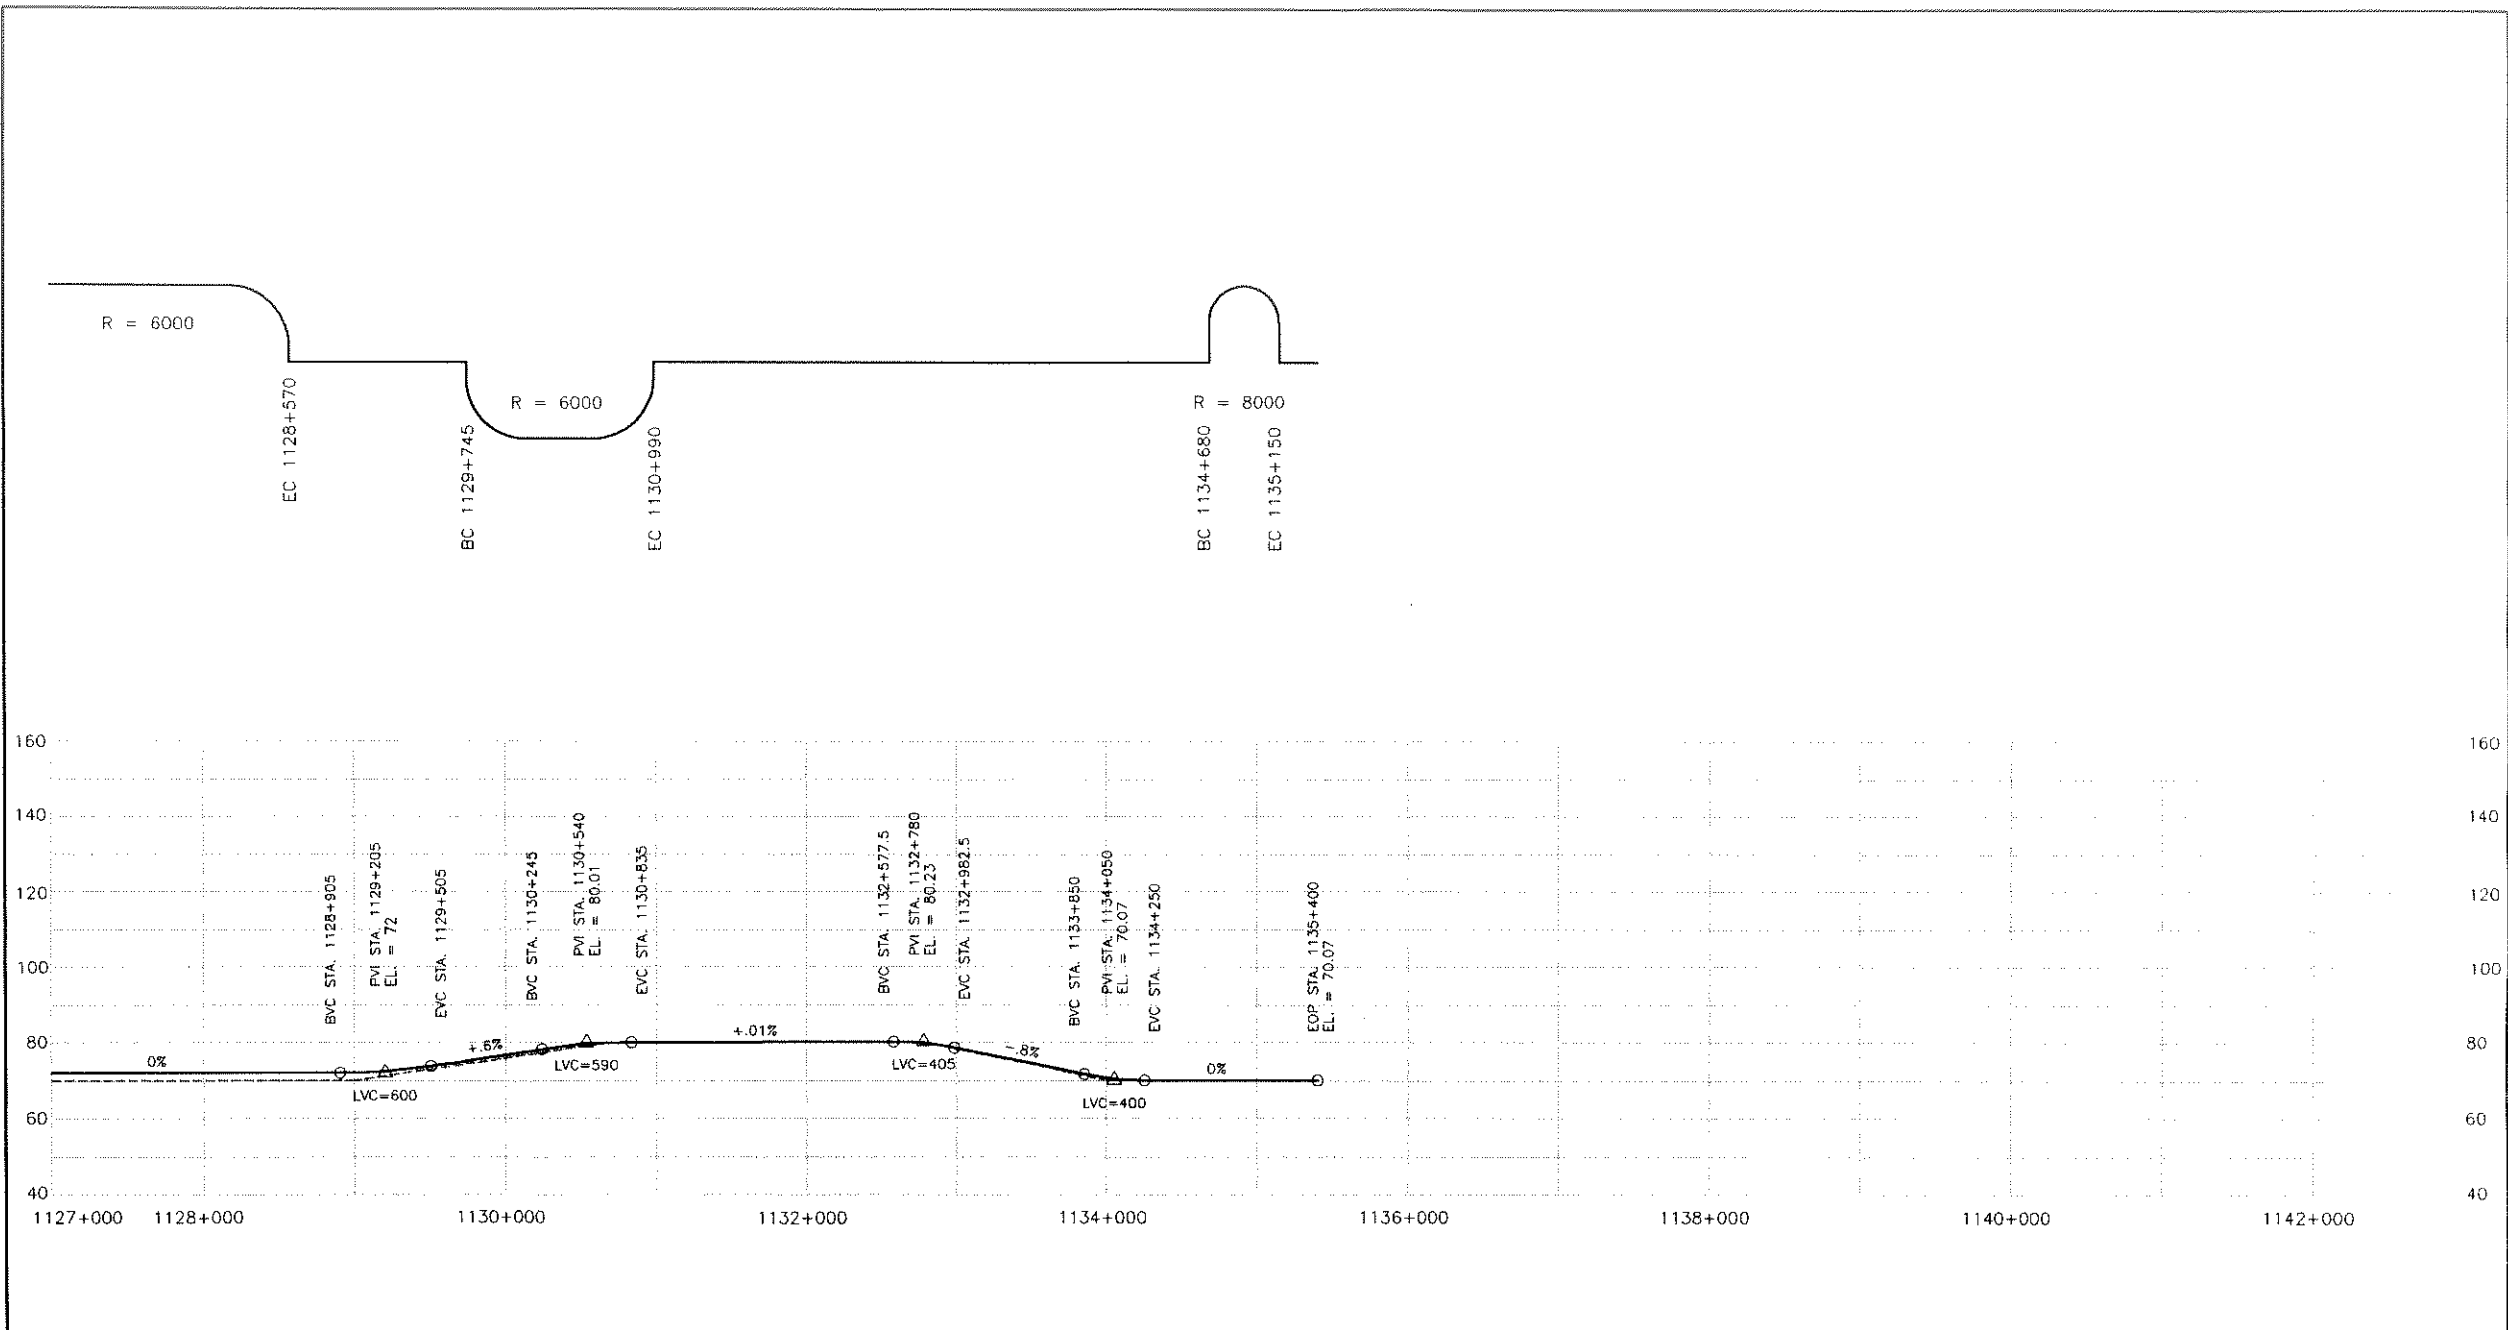 R = 6000
R = 6000
R = 8000
EC 1128+570
BC 1129+745
EC 1130+990
BC 1134+680
EC 1135+150
160
160
140
140
120
120
100
100
80
80
60
60
40
40
BVC STA. 1128+905
PVI STA. 1129+205
EL. = 72
EVC STA. 1129+505
BVC STA. 1130+245
PVI STA. 1130+540
EL. = 80.01
EVC STA. 1130+835
BVC STA. 1132+577.5
PVI STA. 1132+780
EL. = 80.23
EVC STA. 1132+982.5
BVC STA. 1133+850
PVI STA. 1134+050
EL. = 70.07
EVC STA. 1134+250
EOP STA. 1135+400
EL. = 70.07
0%
+.6%
+.01%
-.8%
0%
LVC=600
LVC=590
LVC=405
LVC=400
1127+000
1128+000
1130+000
1132+000
1134+000
1136+000
1138+000
1140+000
1142+000